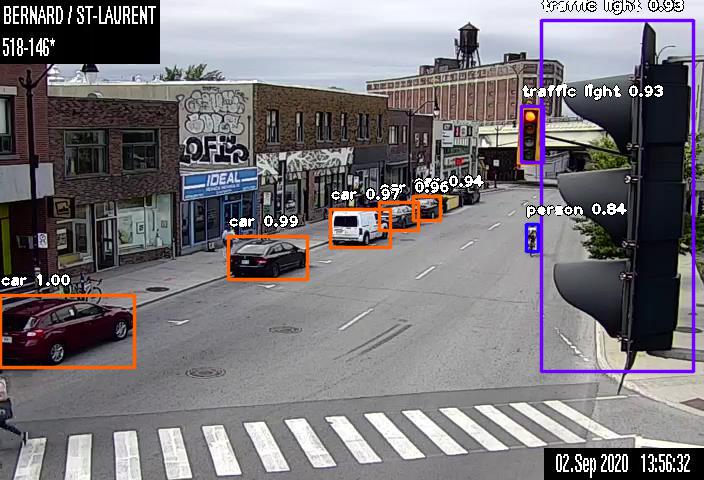 BERNARD / ST-LAURENT
518-146*
traffic light 0.93
traffic light 0.93
IDEAL
car 0.97
0.96
0.94
person 0.84
car 0.99
car 1.00
02.Sep 2020 13:56:32